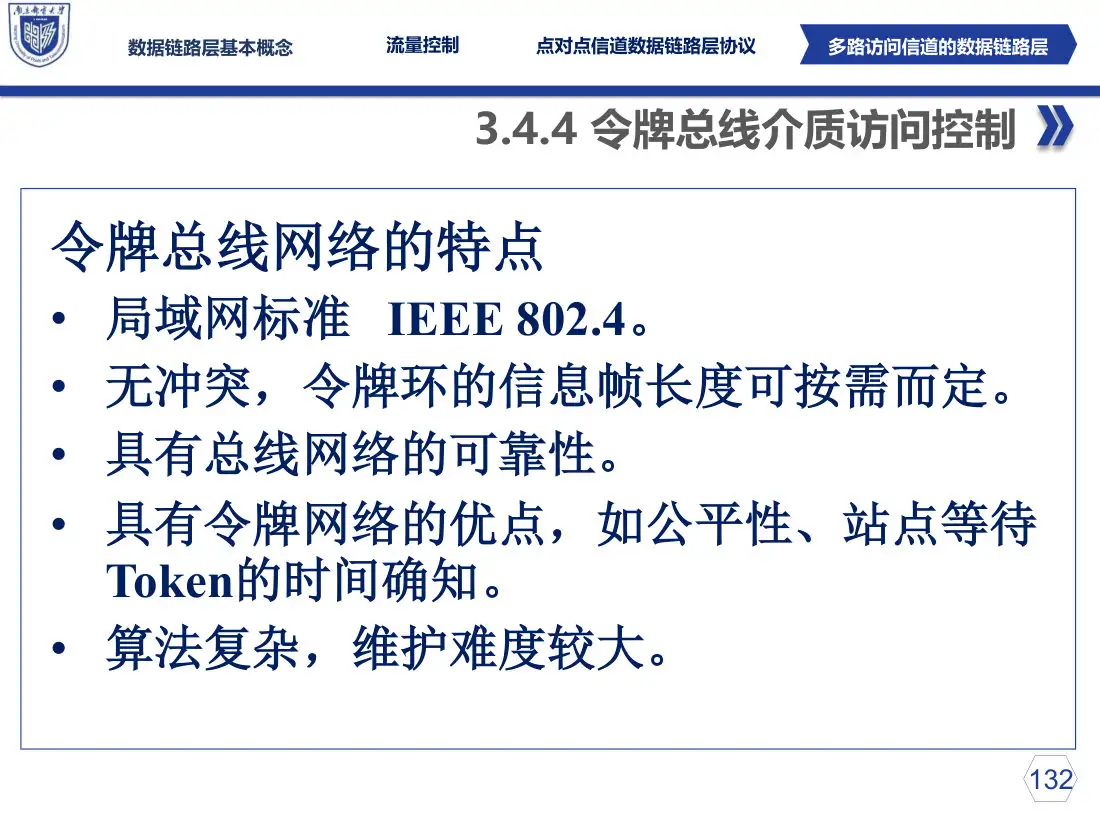 南京邮电大学
数据链路层基本概念
流量控制
点对点信道数据链路层协议
多路访问信道的数据链路层
3.4.4 令牌总线介质访问控制
令牌总线网络的特点
• 局域网标准 IEEE 802.4。
• 无冲突，令牌环的信息帧长度可按需而定。
• 具有总线网络的可靠性。
• 具有令牌网络的优点，如公平性、站点等待
Token的时间确知。
• 算法复杂，维护难度较大。
132